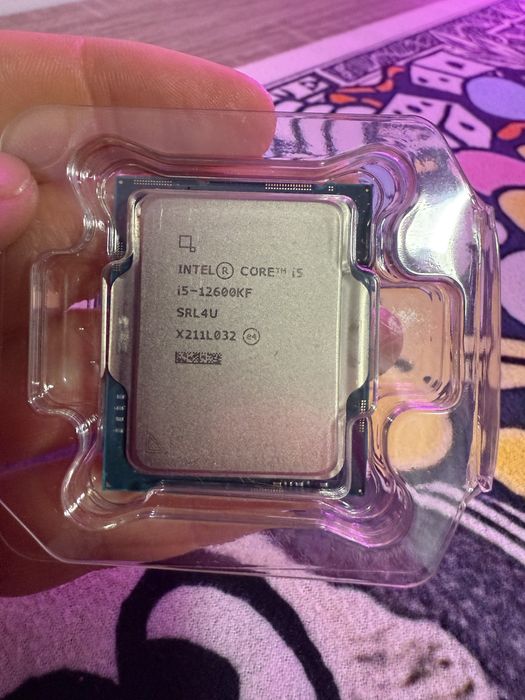 INTEL® CORE™ i5
i5-12600KF
SRL4U
X211L032 e4